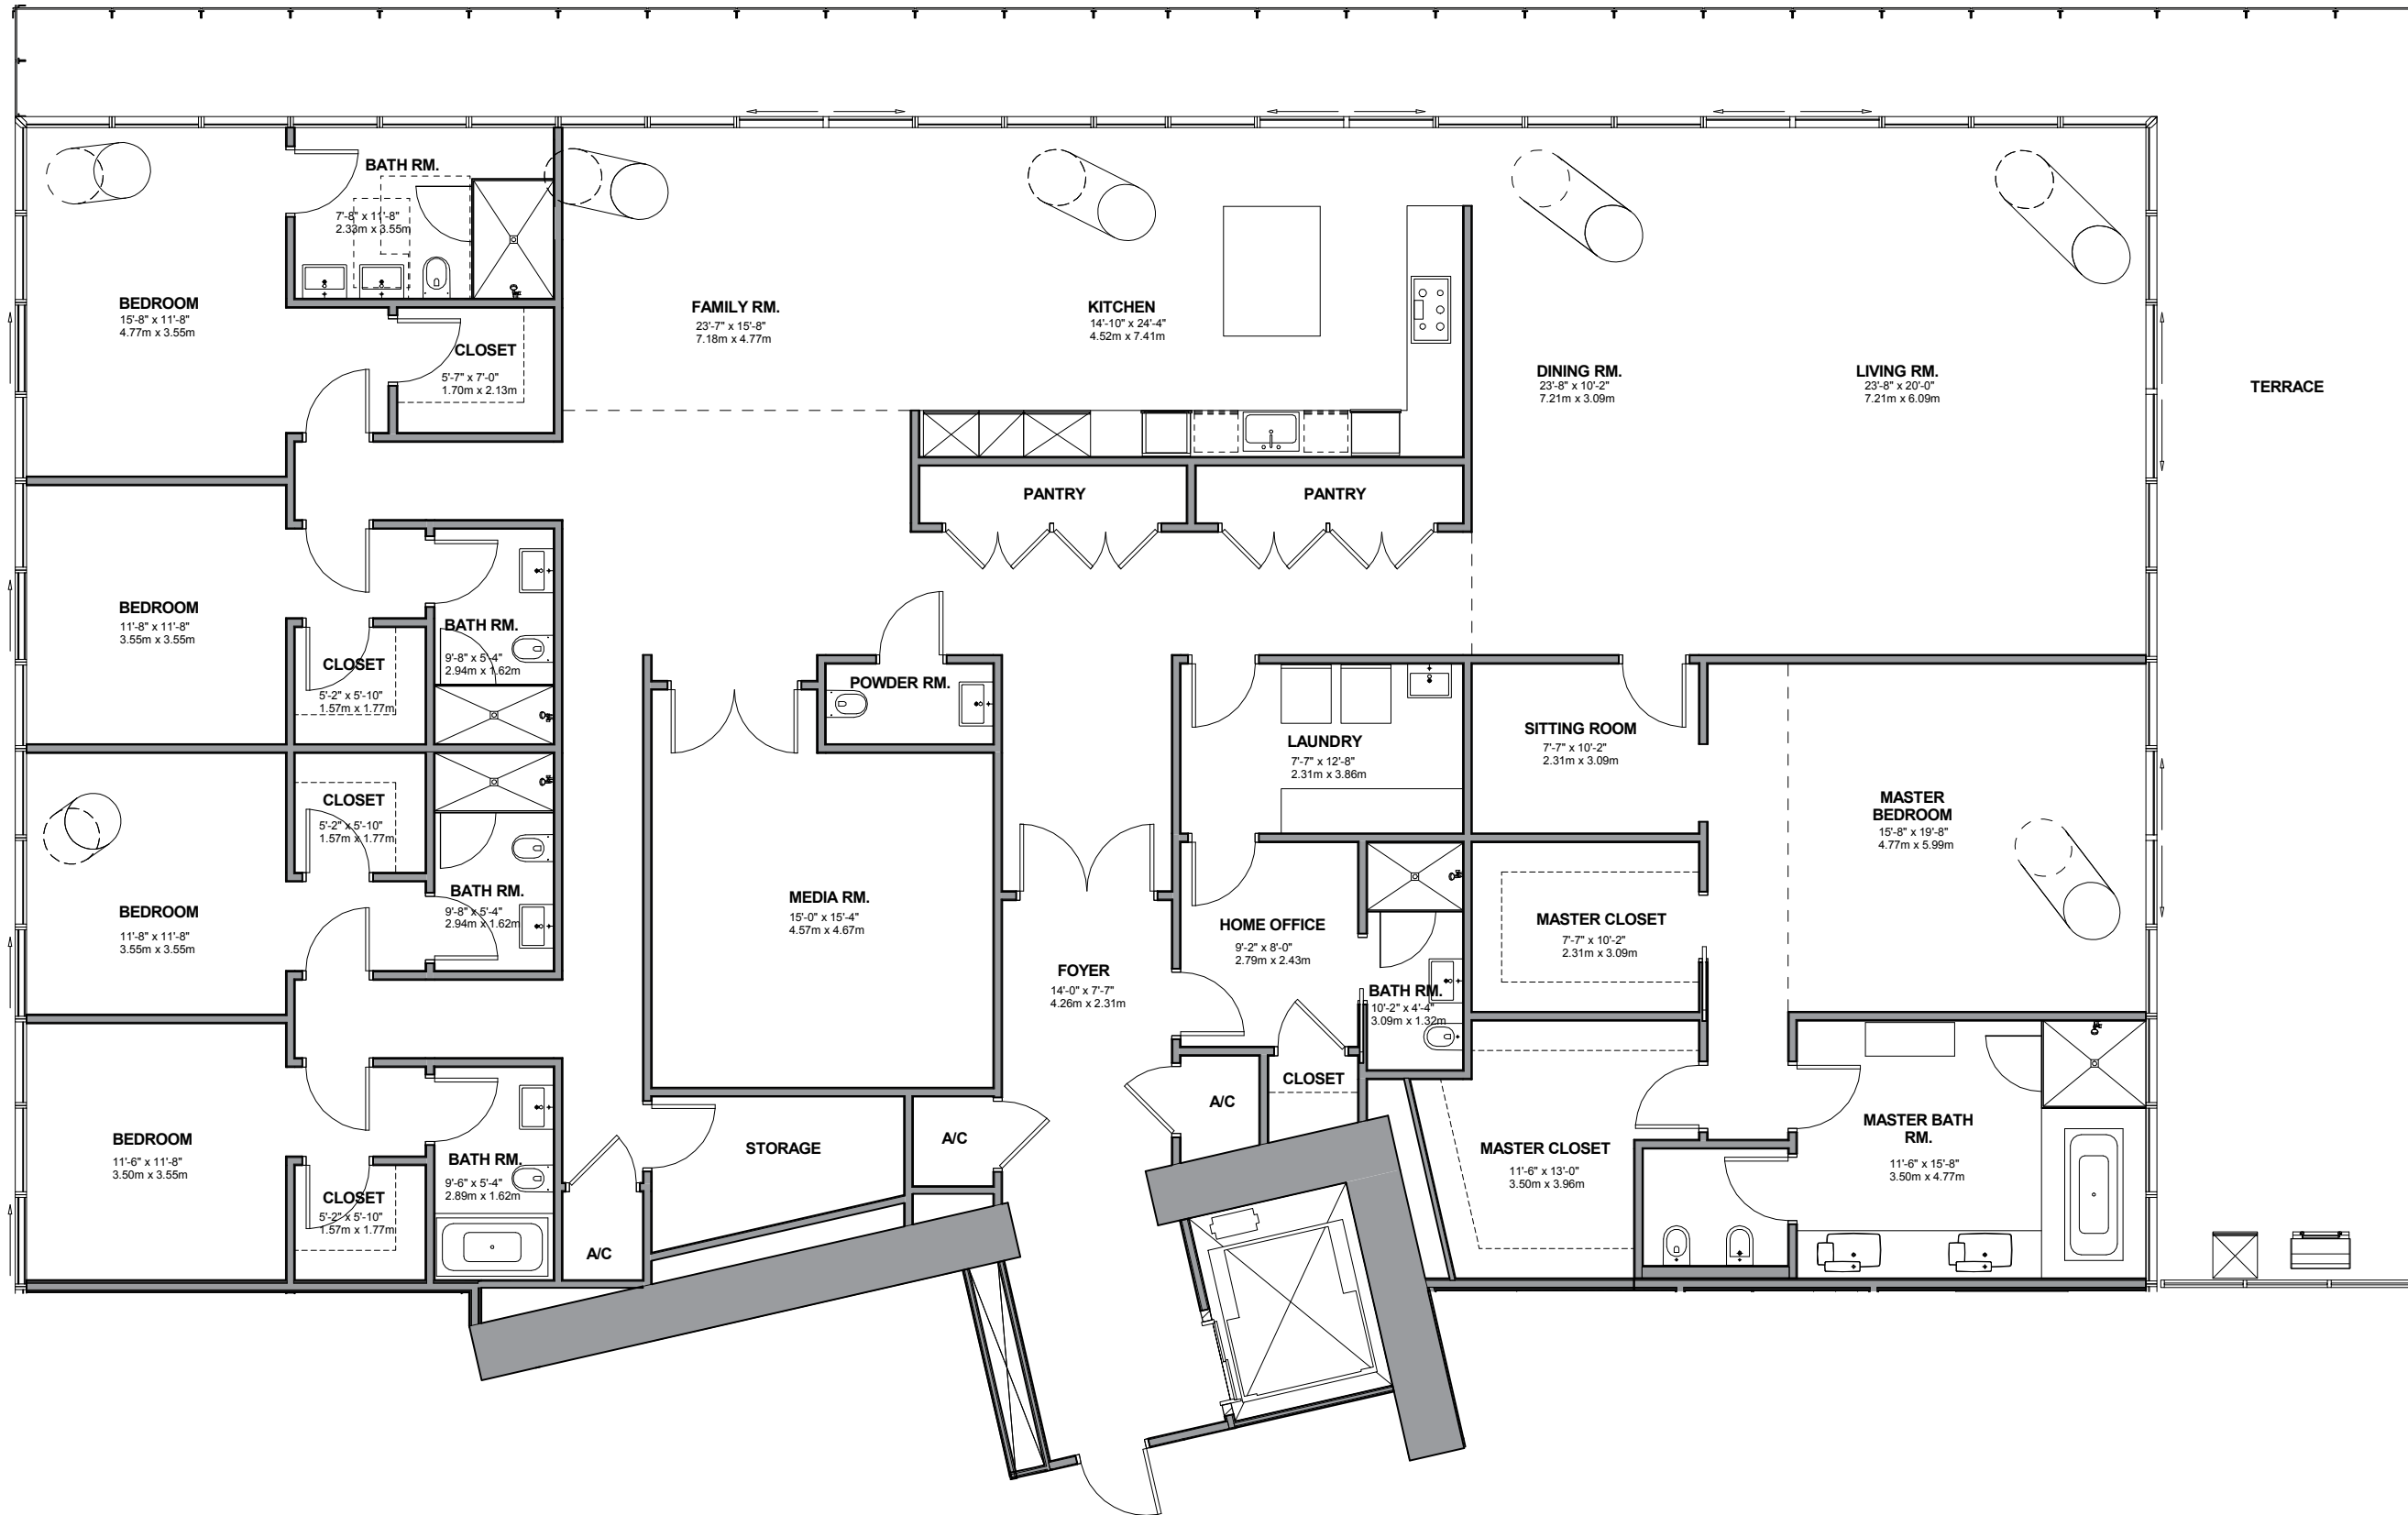 BATH RM.
7'-8" x 11'-8"
2.33m x 3.55m
BEDROOM
15'-8" x 11'-8"
4.77m x 3.55m
CLOSET
5'-7" x 7'-0"
1.70m x 2.13m
FAMILY RM.
23'-7" x 15'-8"
7.18m x 4.77m
KITCHEN
14'-10" x 24'-4"
4.52m x 7.41m
DINING RM.
23'-8" x 10'-2"
7.21m x 3.09m
LIVING RM.
23'-8" x 20'-0"
7.21m x 6.09m
TERRACE
PANTRY
PANTRY
BEDROOM
11'-8" x 11'-8"
3.55m x 3.55m
BATH RM.
9'-8" x 5'-4"
2.94m x 1.62m
CLOSET
5'-2" x 5'-10"
1.57m x 1.77m
POWDER RM.
LAUNDRY
7'-7" x 12'-8"
2.31m x 3.86m
SITTING ROOM
7'-7" x 10'-2"
2.31m x 3.09m
MASTER
BEDROOM
15'-8" x 19'-8"
4.77m x 5.99m
CLOSET
5'-2" x 5'-10"
1.57m x 1.77m
BATH RM.
9'-8" x 5'-4"
2.94m x 1.62m
BEDROOM
11'-8" x 11'-8"
3.55m x 3.55m
MEDIA RM.
15'-0" x 15'-4"
4.57m x 4.67m
FOYER
14'-0" x 7'-7"
4.26m x 2.31m
HOME OFFICE
9'-2" x 8'-0"
2.79m x 2.43m
BATH RM.
10'-2" x 4'-4"
3.09m x 1.32m
MASTER CLOSET
7'-7" x 10'-2"
2.31m x 3.09m
CLOSET
A/C
A/C
STORAGE
BEDROOM
11'-6" x 11'-8"
3.50m x 3.55m
BATH RM.
9'-6" x 5'-4"
2.89m x 1.62m
CLOSET
5'-2" x 5'-10"
1.57m x 1.77m
A/C
MASTER CLOSET
11'-6" x 13'-0"
3.50m x 3.96m
MASTER BATH
RM.
11'-6" x 15'-8"
3.50m x 4.77m